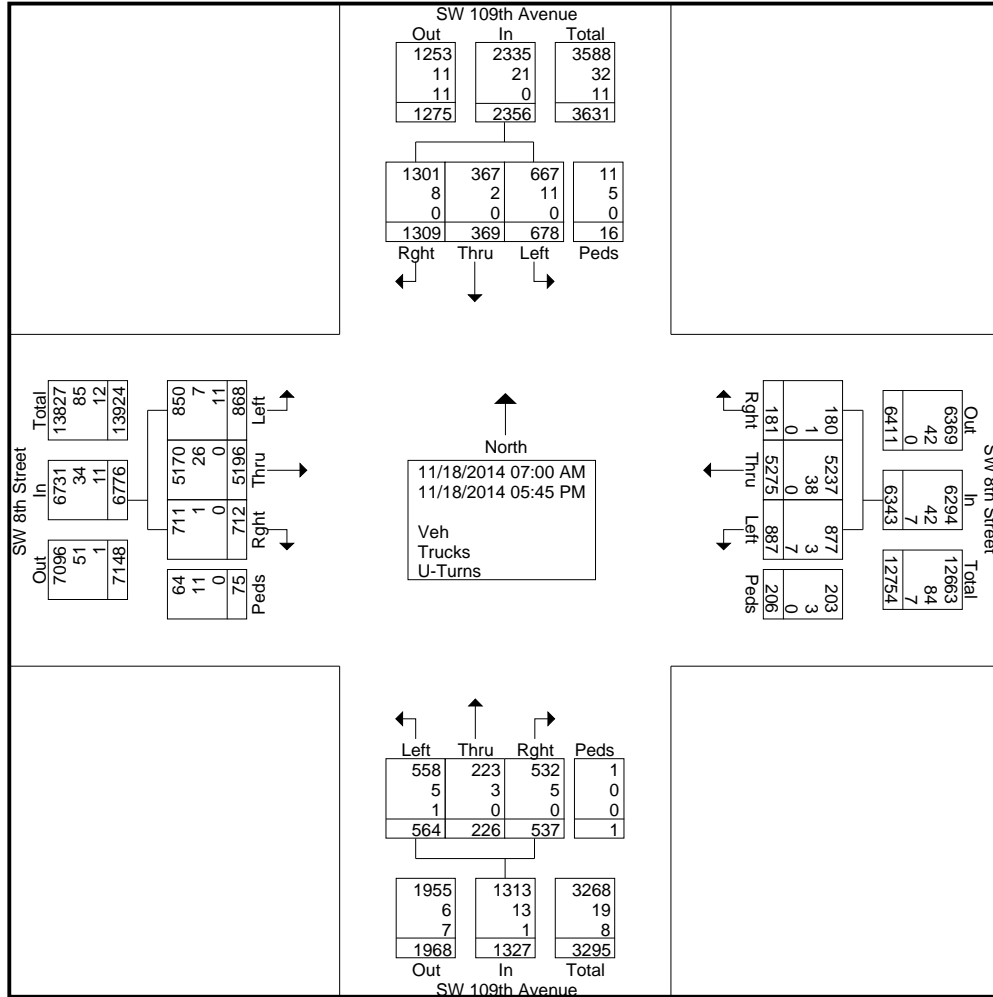 SW 109th Avenue
Out In Total
1253 2335 3588
11 21 32
11 0 11
1275 2356 3631
1301 367 667 11
8 2 11 5
0 0 0 0
1309 369 678 16
Rght Thru Left Peds
SW 8th Street
Total
13827
85
12
13924
In
6731
34
11
6776
Out
7096
51
1
7148
Left
850
7
11
868
Thru
5170
26
0
5196
Rght
711
1
0
712
Peds
64
11
0
75
North
11/18/2014 07:00 AM
11/18/2014 05:45 PM
Veh
Trucks
U-Turns
Rght
180
1
0
181
Thru
5237
38
0
5275
Left
877
3
7
887
Peds
203
3
0
206
SW 8th Street
Out
6369
42
0
6411
In
6294
42
7
6343
Total
12663
84
7
12754
Left Thru Rght Peds
558 223 532 1
5 3 5 0
1 0 0 0
564 226 537 1
1955 1313 3268
6 13 19
7 1 8
1968 1327 3295
Out In Total
SW 109th Avenue